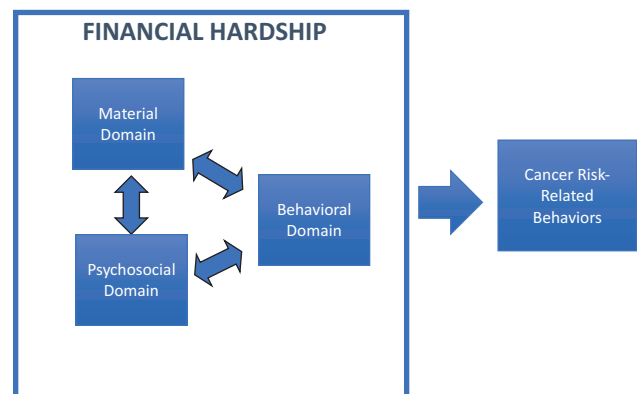 FINANCIAL HARDSHIP
Material
Domain
Behavioral
Domain
Psychosocial
Domain
Cancer Risk-
Related
Behaviors